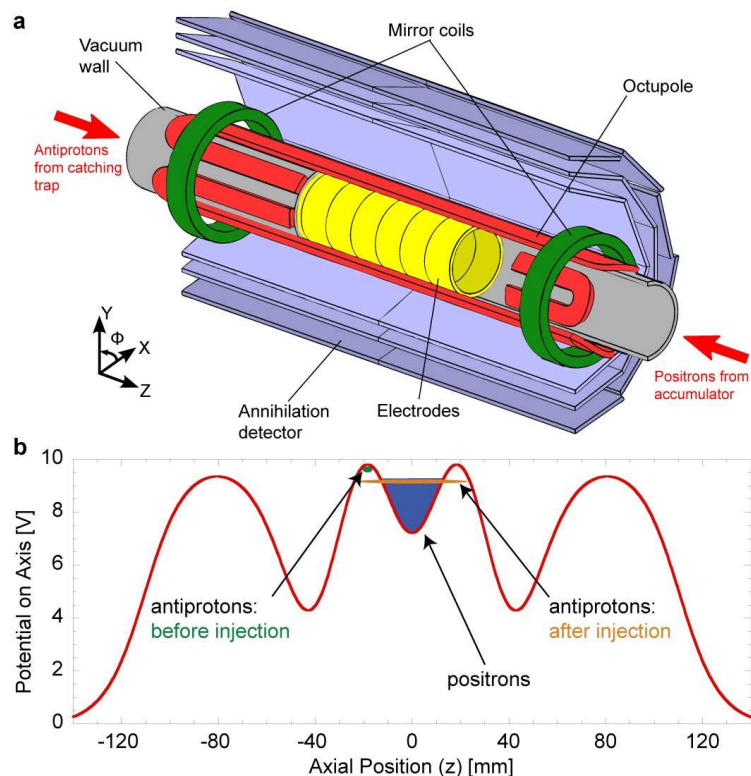 a
Mirror coils
Vacuum
wall
Octupole
Antiprotons
from catching
trap
Y
Φ
X
Z
Annihilation
detector
Electrodes
Positrons from
accumulator
b
Potential on Axis [V]
10
8
6
4
2
0
antiprotons:
before injection
antiprotons:
after injection
positrons
-120 -80 -40 0 40 80 120
Axial Position (z) [mm]